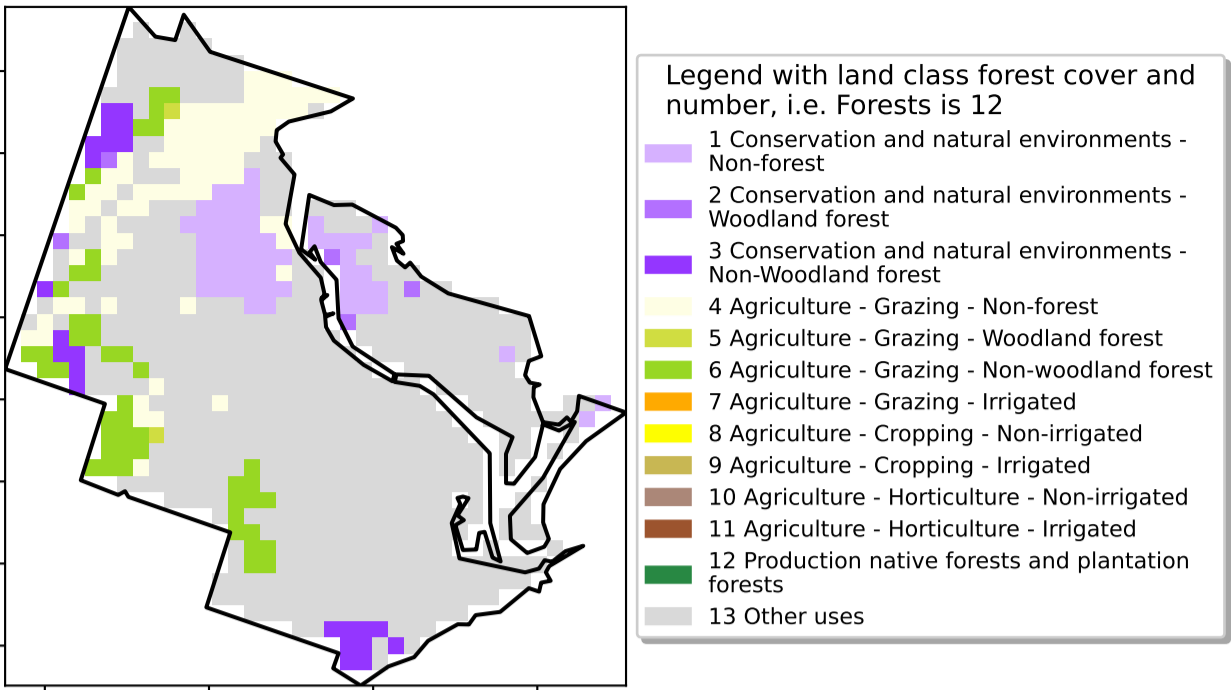 Legend with land class forest cover and
number, i.e. Forests is 12
1 Conservation and natural environments -
Non-forest
2 Conservation and natural environments -
Woodland forest
3 Conservation and natural environments -
Non-Woodland forest
4 Agriculture - Grazing - Non-forest
5 Agriculture - Grazing - Woodland forest
6 Agriculture - Grazing - Non-woodland forest
7 Agriculture - Grazing - Irrigated
8 Agriculture - Cropping - Non-irrigated
9 Agriculture - Cropping - Irrigated
10 Agriculture - Horticulture - Non-irrigated
11 Agriculture - Horticulture - Irrigated
12 Production native forests and plantation
forests
13 Other uses